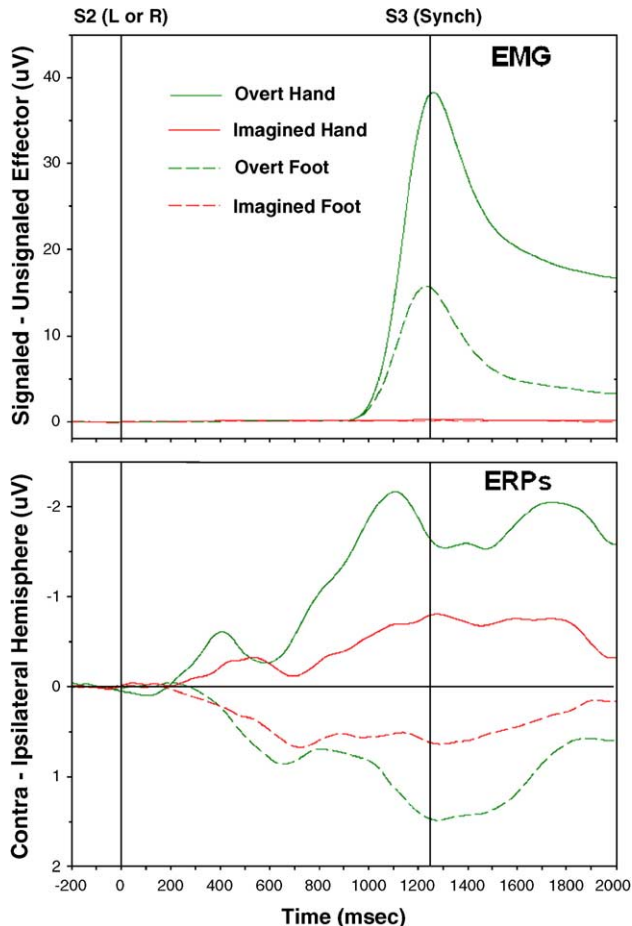 S2 (L or R) S3 (Synch)
EMG
Signaled - Unsignaled Effector (uV)
40
30
20
10
0
Overt Hand
Imagined Hand
Overt Foot
Imagined Foot
ERPs
Contra - Ipsilateral Hemisphere (uV)
-2
-1
0
1
2
-200 0 200 400 600 800 1000 1200 1400 1600 1800 2000
Time (msec)